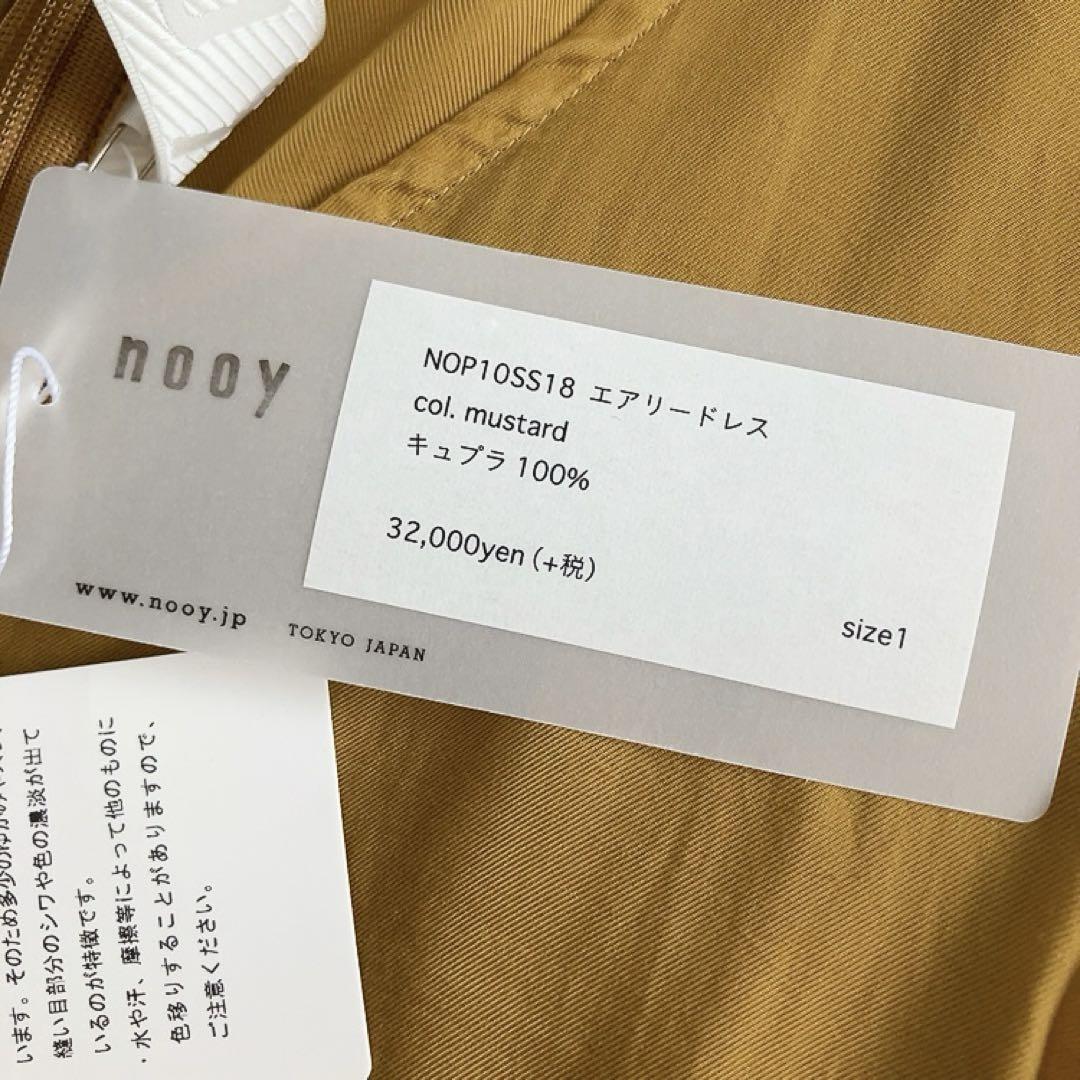 nooy
NOP10SS18 エアリードレス
col. mustard
キュプラ 100%
32,000yen (+税)
size1
www.nooy.jp
TOKYO JAPAN
います。そのため多少の
縫い目部分のシワや色の濃淡が出て
いるのが特徴です。
・水や汗、摩擦等によって他のものに
色移りすることがありますので、
ご注意ください。